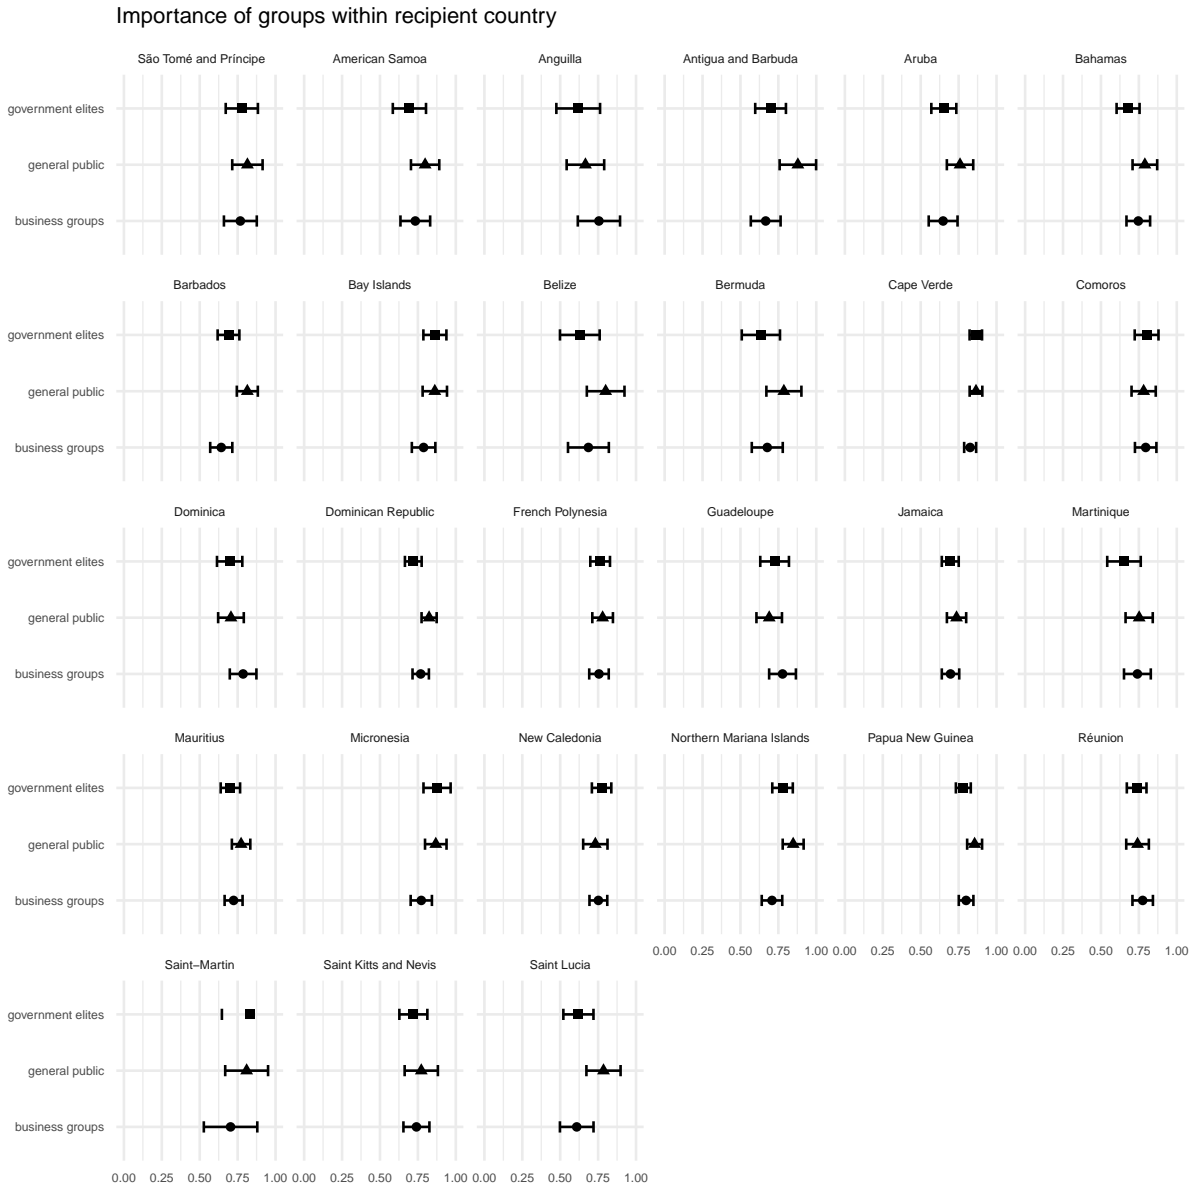 Importance of groups within recipient country
São Tomé and Príncipe American Samoa Anguilla Antigua and Barbuda Aruba Bahamas
government elites
general public
business groups
Barbados Bay Islands Belize Bermuda Cape Verde Comoros
government elites
general public
business groups
Dominica Dominican Republic French Polynesia Guadeloupe Jamaica Martinique
government elites
general public
business groups
Mauritius Micronesia New Caledonia Northern Mariana Islands Papua New Guinea Réunion
government elites
general public
business groups
0.00 0.25 0.50 0.75 1.00 0.00 0.25 0.50 0.75 1.00 0.00 0.25 0.50 0.75 1.00
Saint–Martin Saint Kitts and Nevis Saint Lucia
government elites
general public
business groups
0.00 0.25 0.50 0.75 1.00 0.00 0.25 0.50 0.75 1.00 0.00 0.25 0.50 0.75 1.00